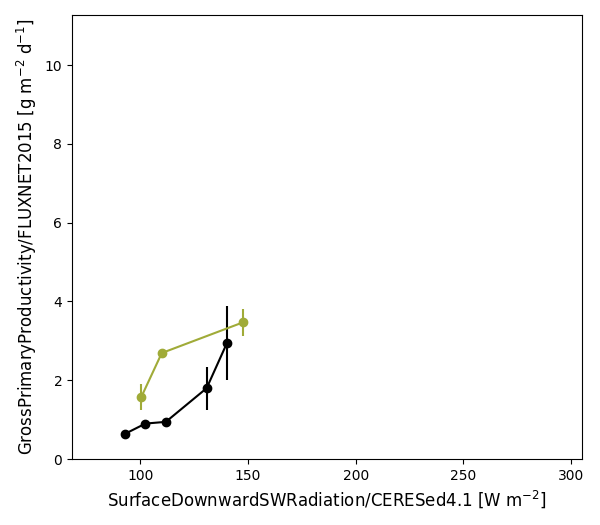 GrossPrimaryProductivity/FLUXNET2015 [g m⁻² d⁻¹]
10
8
6
4
2
0
100 150 200 250 300
SurfaceDownwardSWRadiation/CERESed4.1 [W m⁻²]